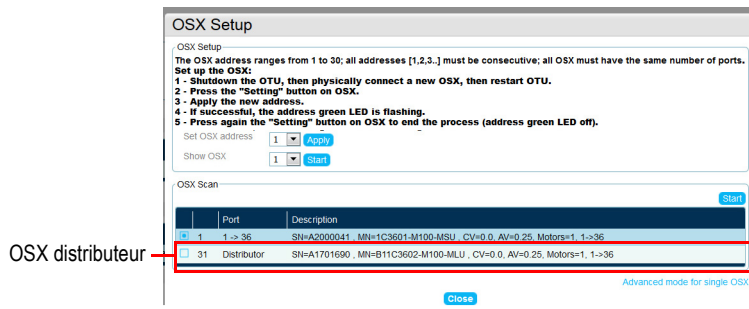 OSX Setup
OSX Setup
The OSX address ranges from 1 to 30; all addresses [1,2,3..] must be consecutive; all OSX must have the same number of ports.
Set up the OSX:
1 - Shutdown the OTU, then physically connect a new OSX, then restart OTU.
2 - Press the "Setting" button on OSX.
3 - Apply the new address.
4 - If successful, the address green LED is flashing.
5 - Press again the "Setting" button on OSX to end the process (address green LED off).
Set OSX address 1 Apply
Show OSX 1 Start
OSX Scan
Start
Port Description
1 1 -> 36 SN=A2000041 , MN=1C3601-M100-MSU , CV=0.0, AV=0.25, Motors=1, 1->36
OSX distributeur 31 Distributor SN=A1701690 , MN=B11C3602-M100-MLU , CV=0.0, AV=0.25, Motors=1, 1->36
Advanced mode for single OSX
Close